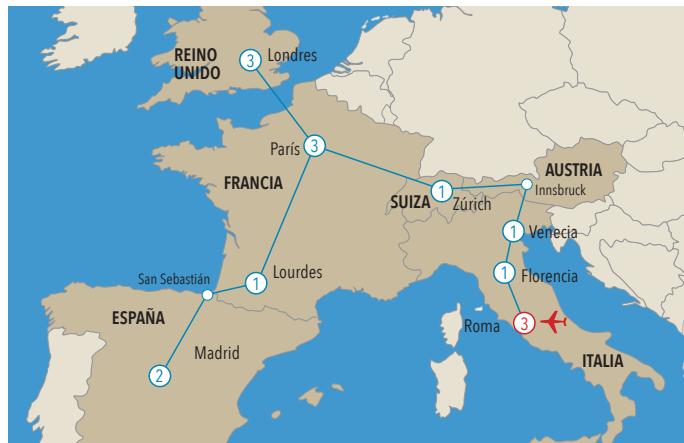 REINO
UNIDO
3
Londres
París
3
FRANCIA
AUSTRIA
Innsbruck
SUIZA
1
Zúrich
1
Venecia
1
Florencia
San Sebastián
1
Lourdes
ESPAÑA
Madrid
2
Roma
3
ITALIA